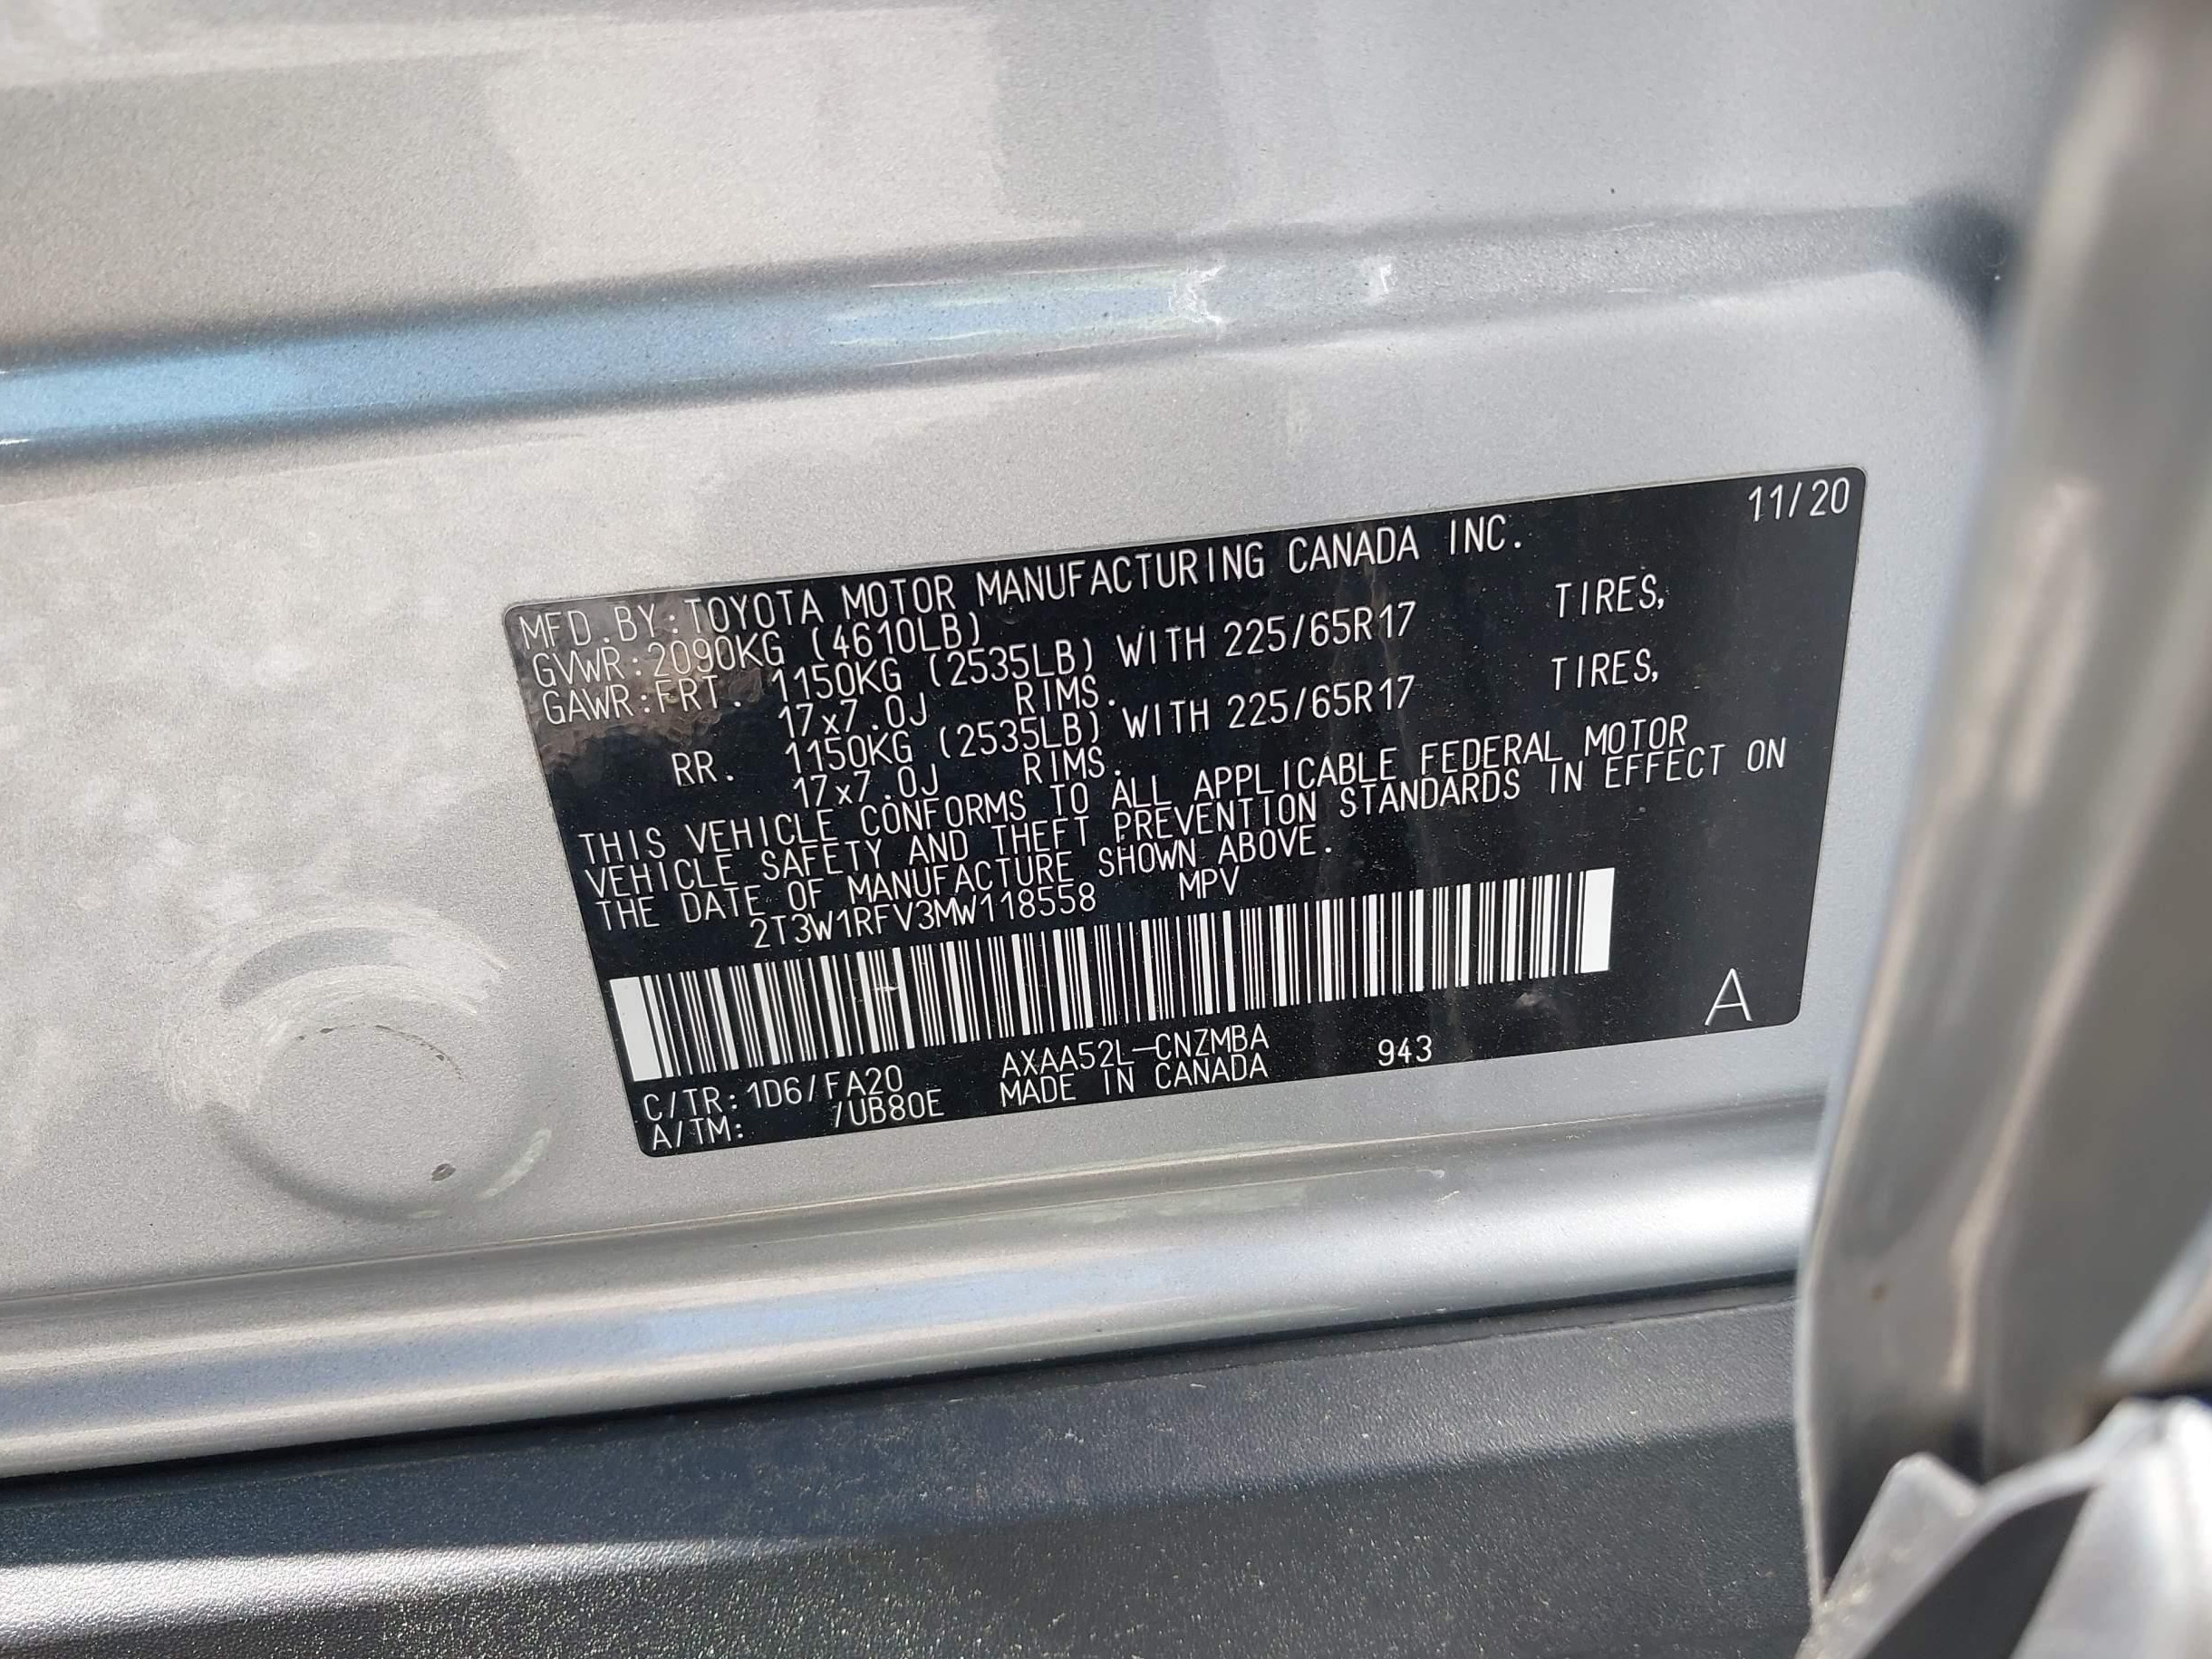 11/20
MFD.BY:TOYOTA MOTOR MANUFACTURING CANADA INC.
GVWR:2090KG (4610LB)
GAWR:FRT. 1150KG (2535LB) WITH 225/65R17 TIRES,
17x7.0J RIMS.
RR. 1150KG (2535LB) WITH 225/65R17 TIRES,
17x7.0J RIMS.
THIS VEHICLE CONFORMS TO ALL APPLICABLE FEDERAL MOTOR
VEHICLE SAFETY AND THEFT PREVENTION STANDARDS IN EFFECT ON
THE DATE OF MANUFACTURE SHOWN ABOVE.
2T3W1RFV3MW118558 MPV
A
C/TR:1D6/FA20 AXAA52L-CNZMBA 943
A/TM: /UB80E MADE IN CANADA